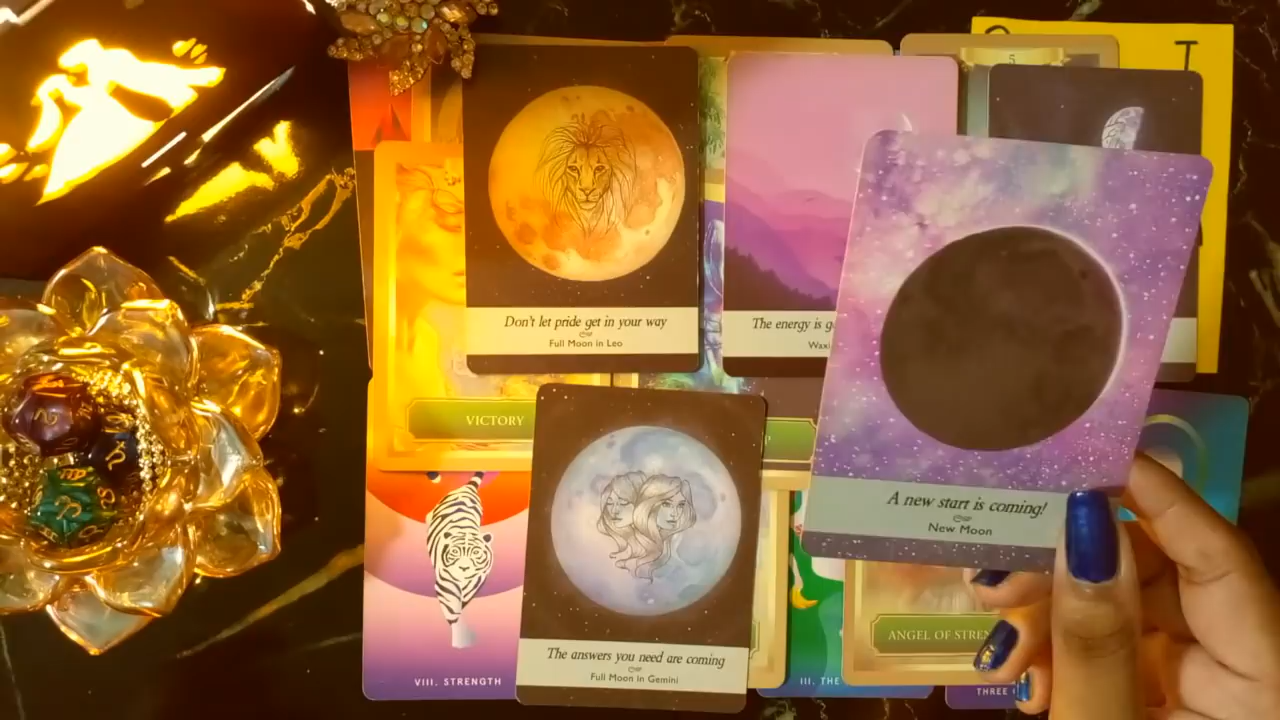 5
T
Don't let pride get in your way
Full Moon in Leo
The energy is g
Waxi
VICTORY
A new start is coming!
New Moon
The answers you need are coming
Full Moon in Gemini
ANGEL OF STREN
VIII. STRENGTH
III. THE
THREE